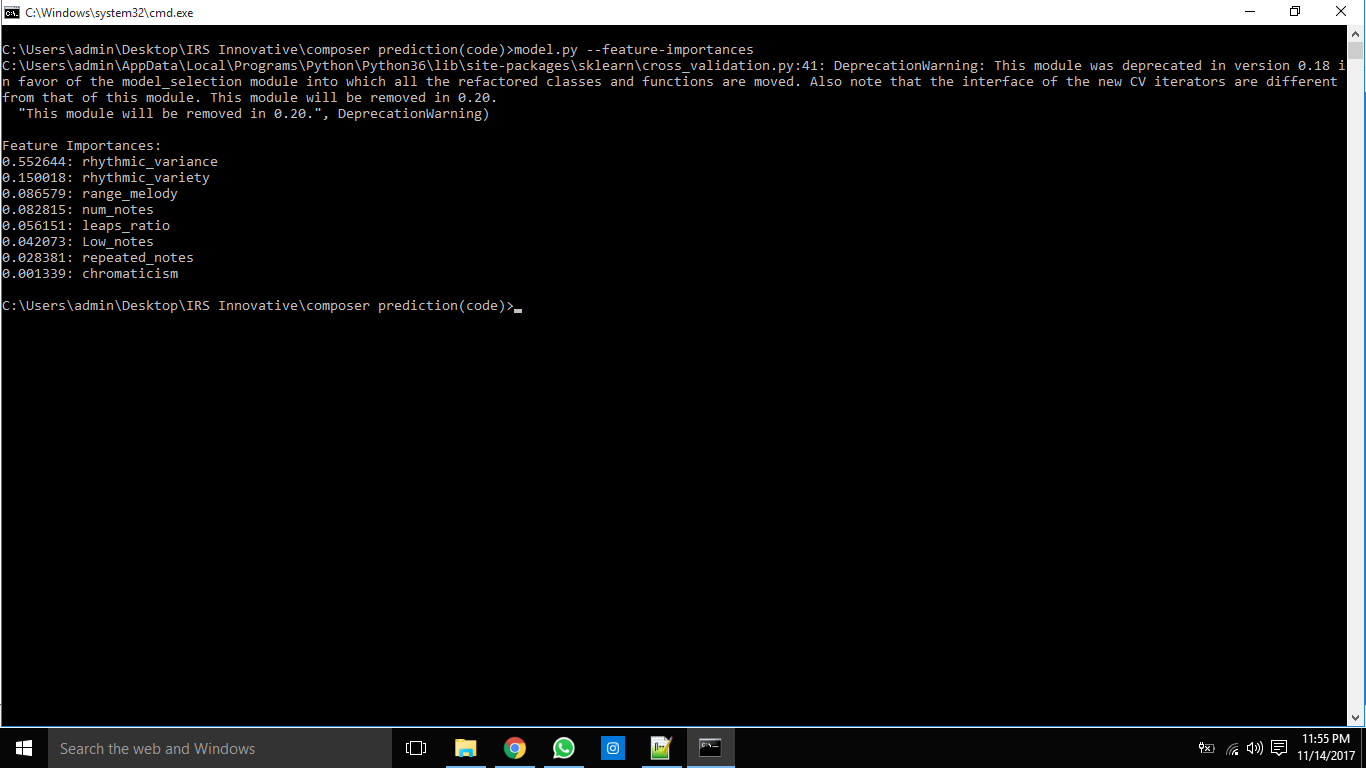 C:\Windows\system32\cmd.exe
C:\Users\admin\Desktop\IRS Innovative\composer prediction(code)>model.py --feature-importances
C:\Users\admin\AppData\Local\Programs\Python\Python36\lib\site-packages\sklearn\cross_validation.py:41: DeprecationWarning: This module was deprecated in version 0.18 i
n favor of the model_selection module into which all the refactored classes and functions are moved. Also note that the interface of the new CV iterators are different
from that of this module. This module will be removed in 0.20.
  "This module will be removed in 0.20.", DeprecationWarning)
Feature Importances:
0.552644: rhythmic_variance
0.150018: rhythmic_variety
0.086579: range_melody
0.082815: num_notes
0.056151: leaps_ratio
0.042073: Low_notes
0.028381: repeated_notes
0.001339: chromaticism
C:\Users\admin\Desktop\IRS Innovative\composer prediction(code)>
Search the web and Windows
11:55 PM
11/14/2017